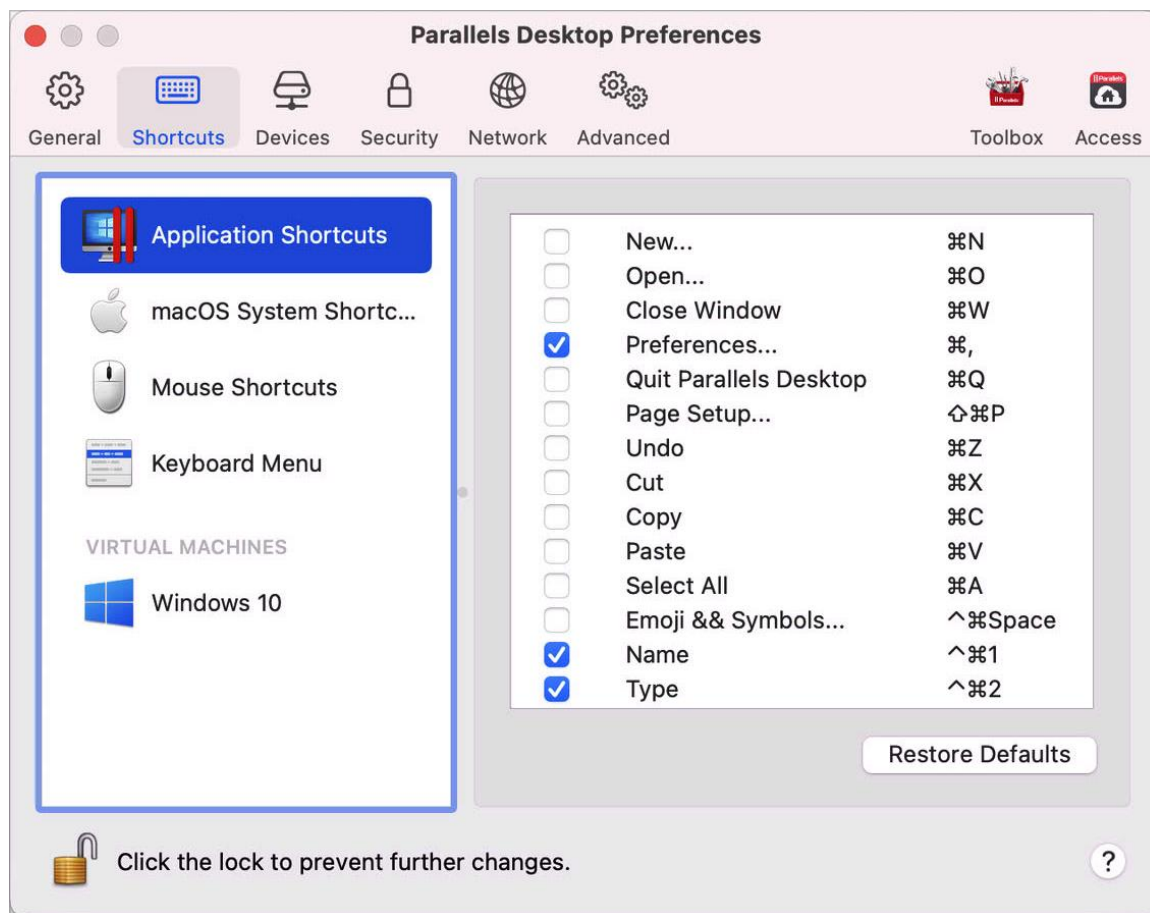 Parallels Desktop Preferences
General Shortcuts Devices Security Network Advanced Toolbox Access
Application Shortcuts
macOS System Shortc...
Mouse Shortcuts
Keyboard Menu
VIRTUAL MACHINES
Windows 10
New... ⌘N
Open... ⌘O
Close Window ⌘W
Preferences... ⌘,
Quit Parallels Desktop ⌘Q
Page Setup... ⇧⌘P
Undo ⌘Z
Cut ⌘X
Copy ⌘C
Paste ⌘V
Select All ⌘A
Emoji && Symbols... ^⌘Space
Name ^⌘1
Type ^⌘2
Restore Defaults
Click the lock to prevent further changes.
?